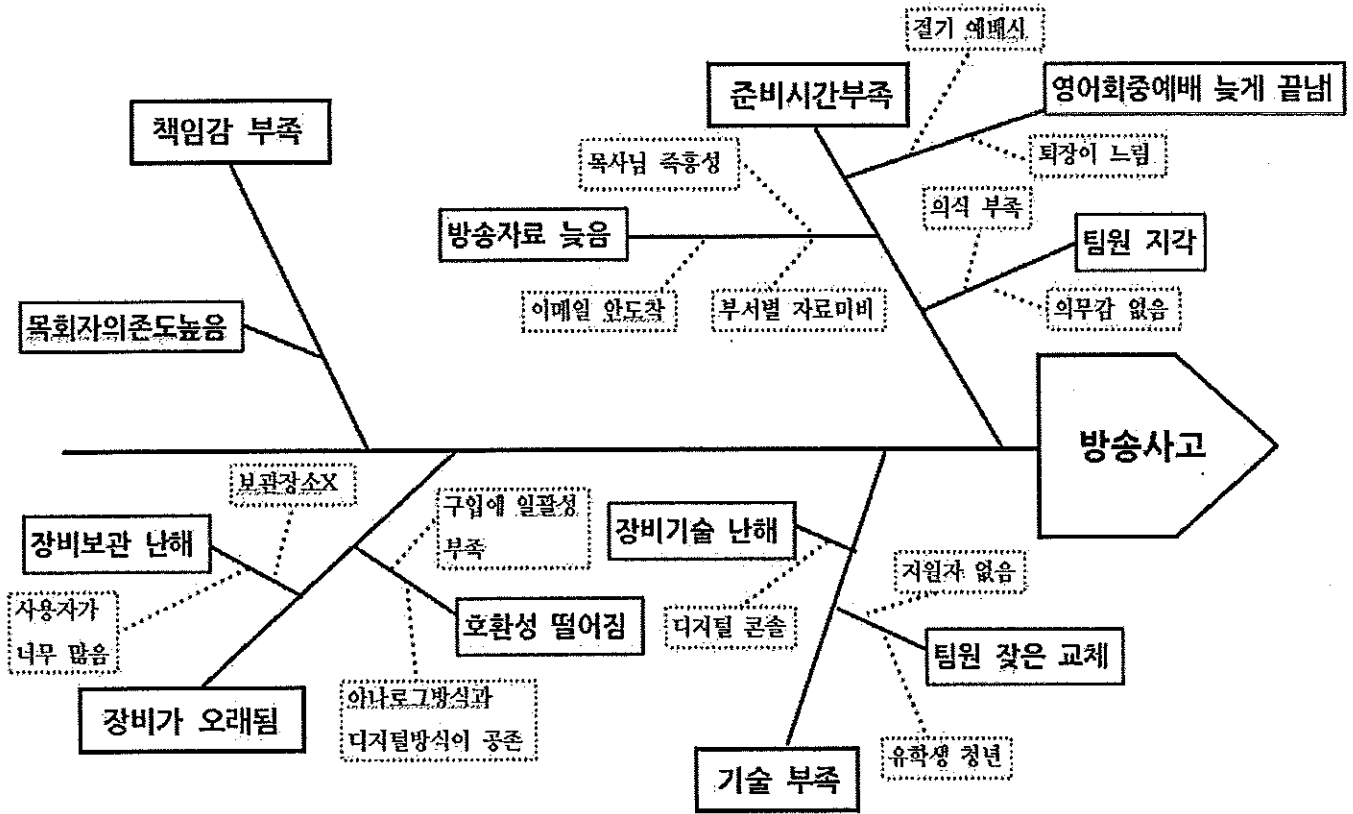 절기 예배시
준비시간부족
영어회중예배 늦게 끝냄
책임감 부족
목사님 즉흥성
퇴장이 느림
의식 부족
방송자료 늦음
팀원 지각
이메일 안도착
부서별 자료미비
의무감 없음
목회자의존도높음
방송사고
보관장소X
구입에 일괄성
부족
장비보관 난해
장비기술 난해
지원자 없음
사용자가
너무 많음
호환성 떨어짐
디지털 콘솔
팀원 잦은 교체
장비가 오래됨
아나로그방식과
디지털방식이 공존
기술 부족
유학생 청년